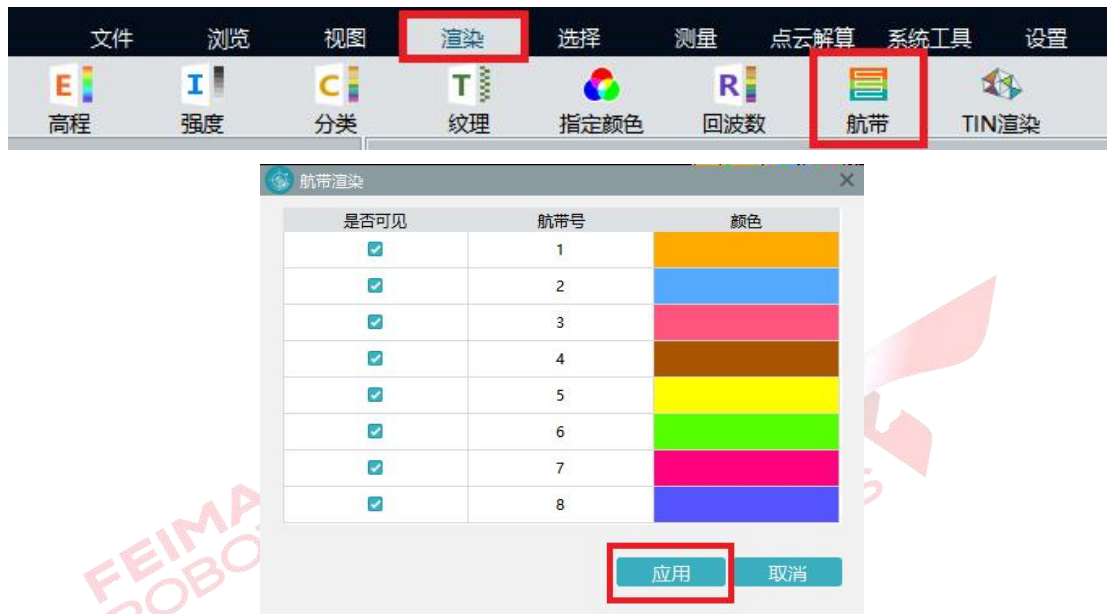 文件 浏览 视图 渲染 选择 测量 点云解算 系统工具 设置
E I C T R
高程 强度 分类 纹理 指定颜色 回波数 航带 TIN渲染
航带渲染
是否可见 航带号 颜色
1
2
3
4
5
6
7
8
应用 取消
FEIMA
ROBO
S